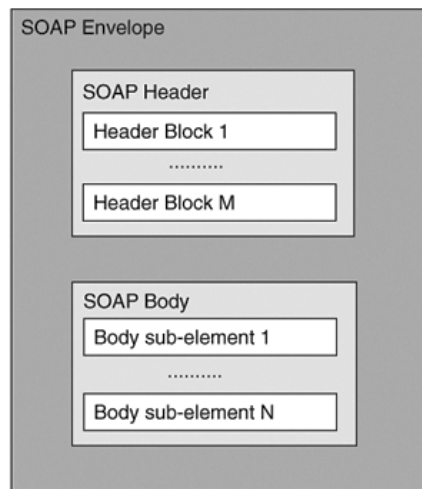 SOAP Envelope
SOAP Header
Header Block 1
..........
Header Block M
SOAP Body
Body sub-element 1
..........
Body sub-element N